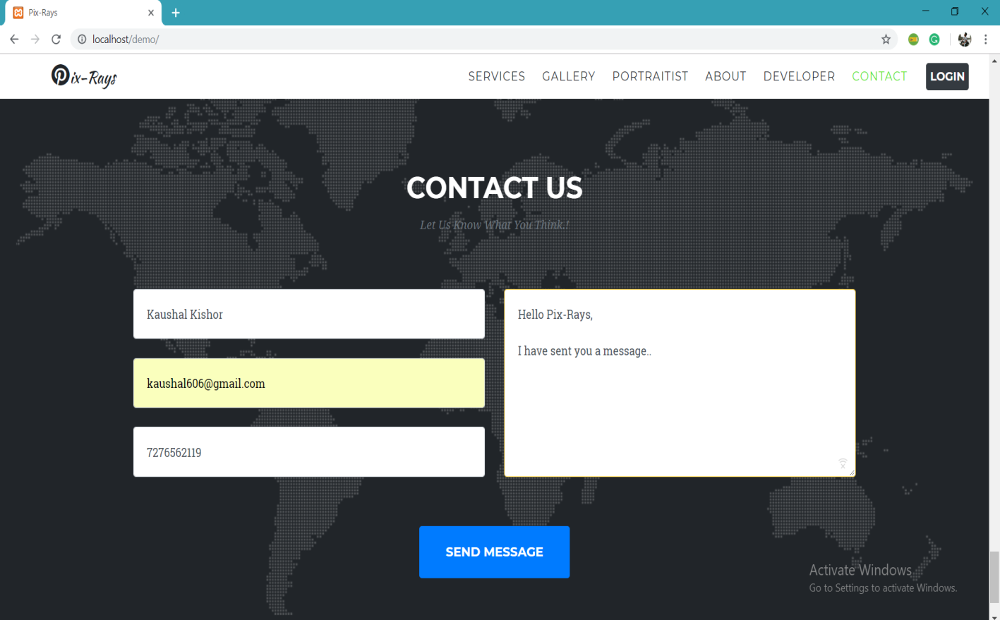 Pix-Rays
localhost/demo/
Pix-Rays
SERVICES GALLERY PORTRAITIST ABOUT DEVELOPER CONTACT LOGIN
CONTACT US
Let Us Know What You Think.!
Kaushal Kishor
kaushal606@gmail.com
7276562119
Hello Pix-Rays,
I have sent you a message..
SEND MESSAGE
Activate Windows
Go to Settings to activate Windows.